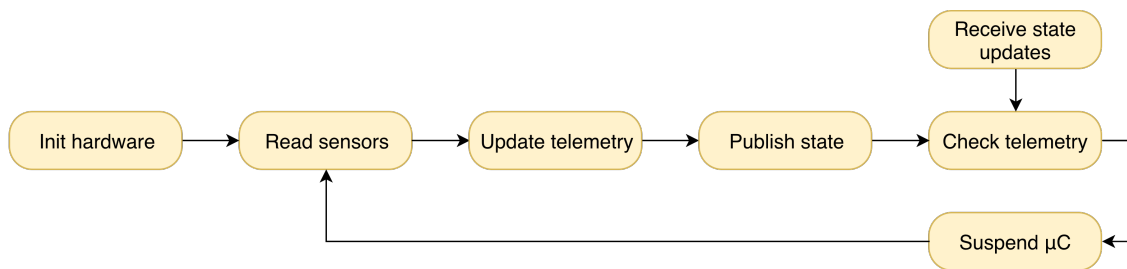 Receive state
updates
Init hardware
Read sensors
Update telemetry
Publish state
Check telemetry
Suspend µC